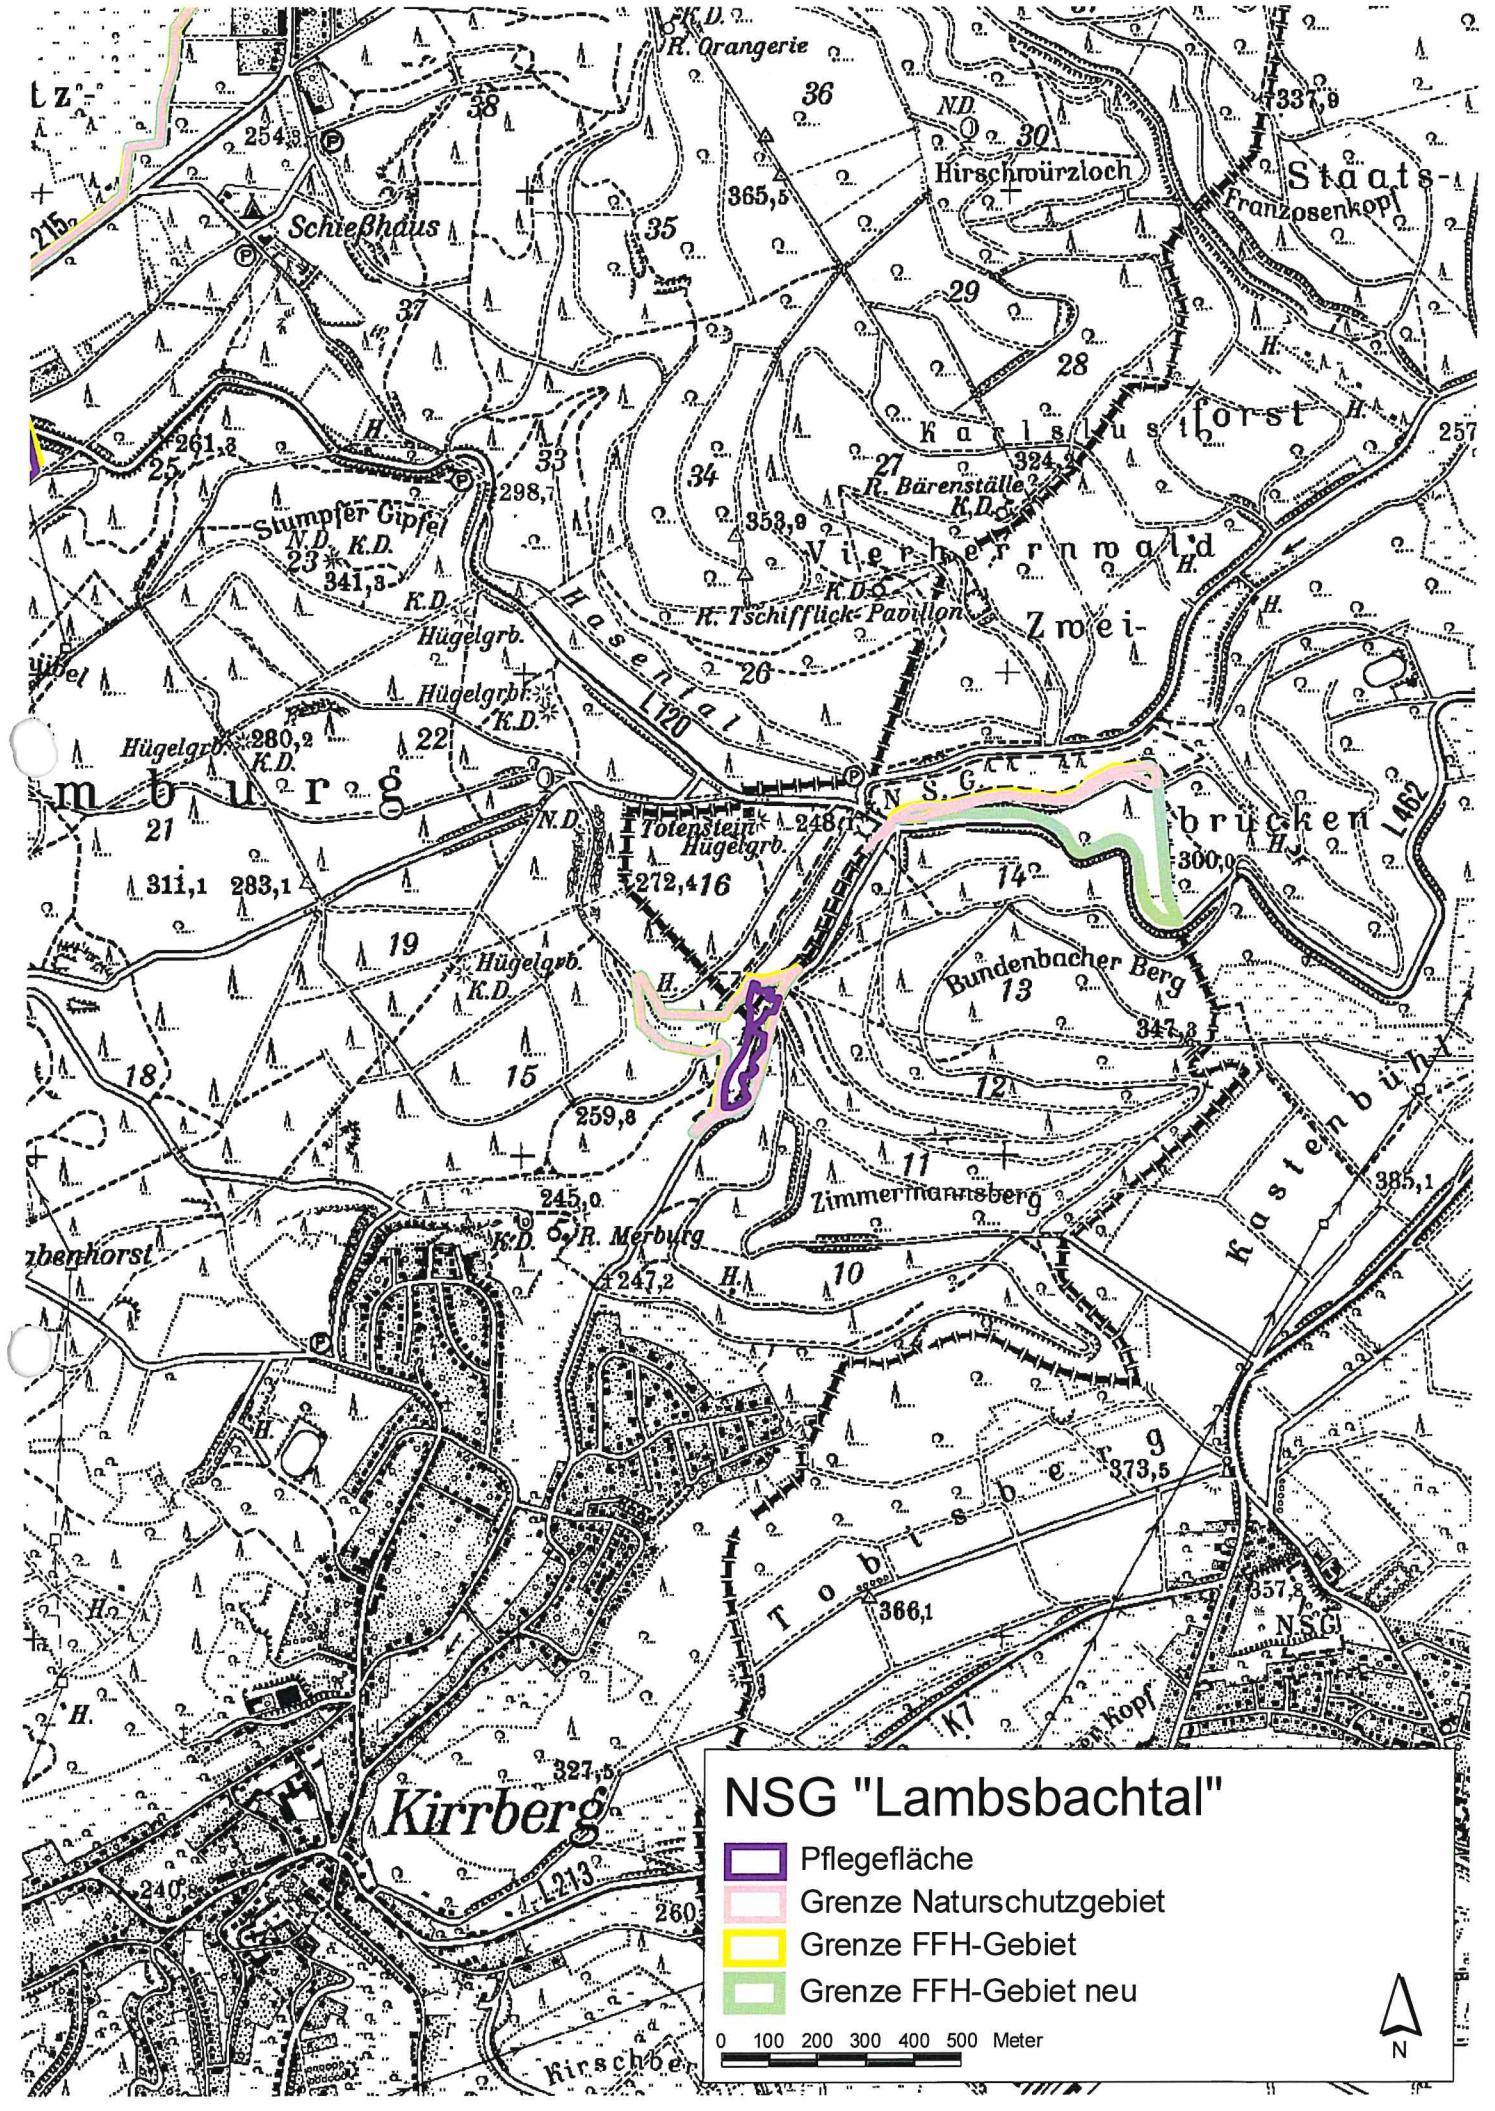 K.D.
R. Orangerie
36
38
N.D.
30
337,9
tz-
254,3
P
Hirschwürzloch
Staats-
Franzosenkopf
365,5
215
Schießhaus
35
P
29
37
28
H.
H.
forst
Karlslust
257
261,3
25
H
33
34
27
324,2
R. Bärenställe
K.D.
298,7
P
353,9
Stumpfer Gipfel
N.D.
K.D.
23
341,3
Vierherrnwald
H.
K.D.
R. Tschifflick-Pavillon
K.D.
Hügelgrb.
Hasental
H.
Zwei-
26
L120
L462
Hügelgrbr.
K.D.
22
Hügelgrb.
280,2
K.D.
P
N.S.G.
mburg
21
N.D.
Totenstein
Hügelgrb.
248,1
brücken
H.
300,0
311,1
283,1
272,4
16
14
19
Hügelgrb.
K.D.
H.
Bundenbacher Berg
13
347,3
18
15
12
259,8
Kastenbühl
11
385,1
Zimmermannsberg
245,0
K.D.
R. Merburg
abenhorst
247,2
H.
10
P
H.
Tobisberg
373,5
366,1
357,8
NSG
H.
H.
K7
327,5
Kirrberg
240,8
L213
260
Kirschber
NSG "Lambsbachtal"
Pflegefläche
Grenze Naturschutzgebiet
Grenze FFH-Gebiet
Grenze FFH-Gebiet neu
0 100 200 300 400 500 Meter
N